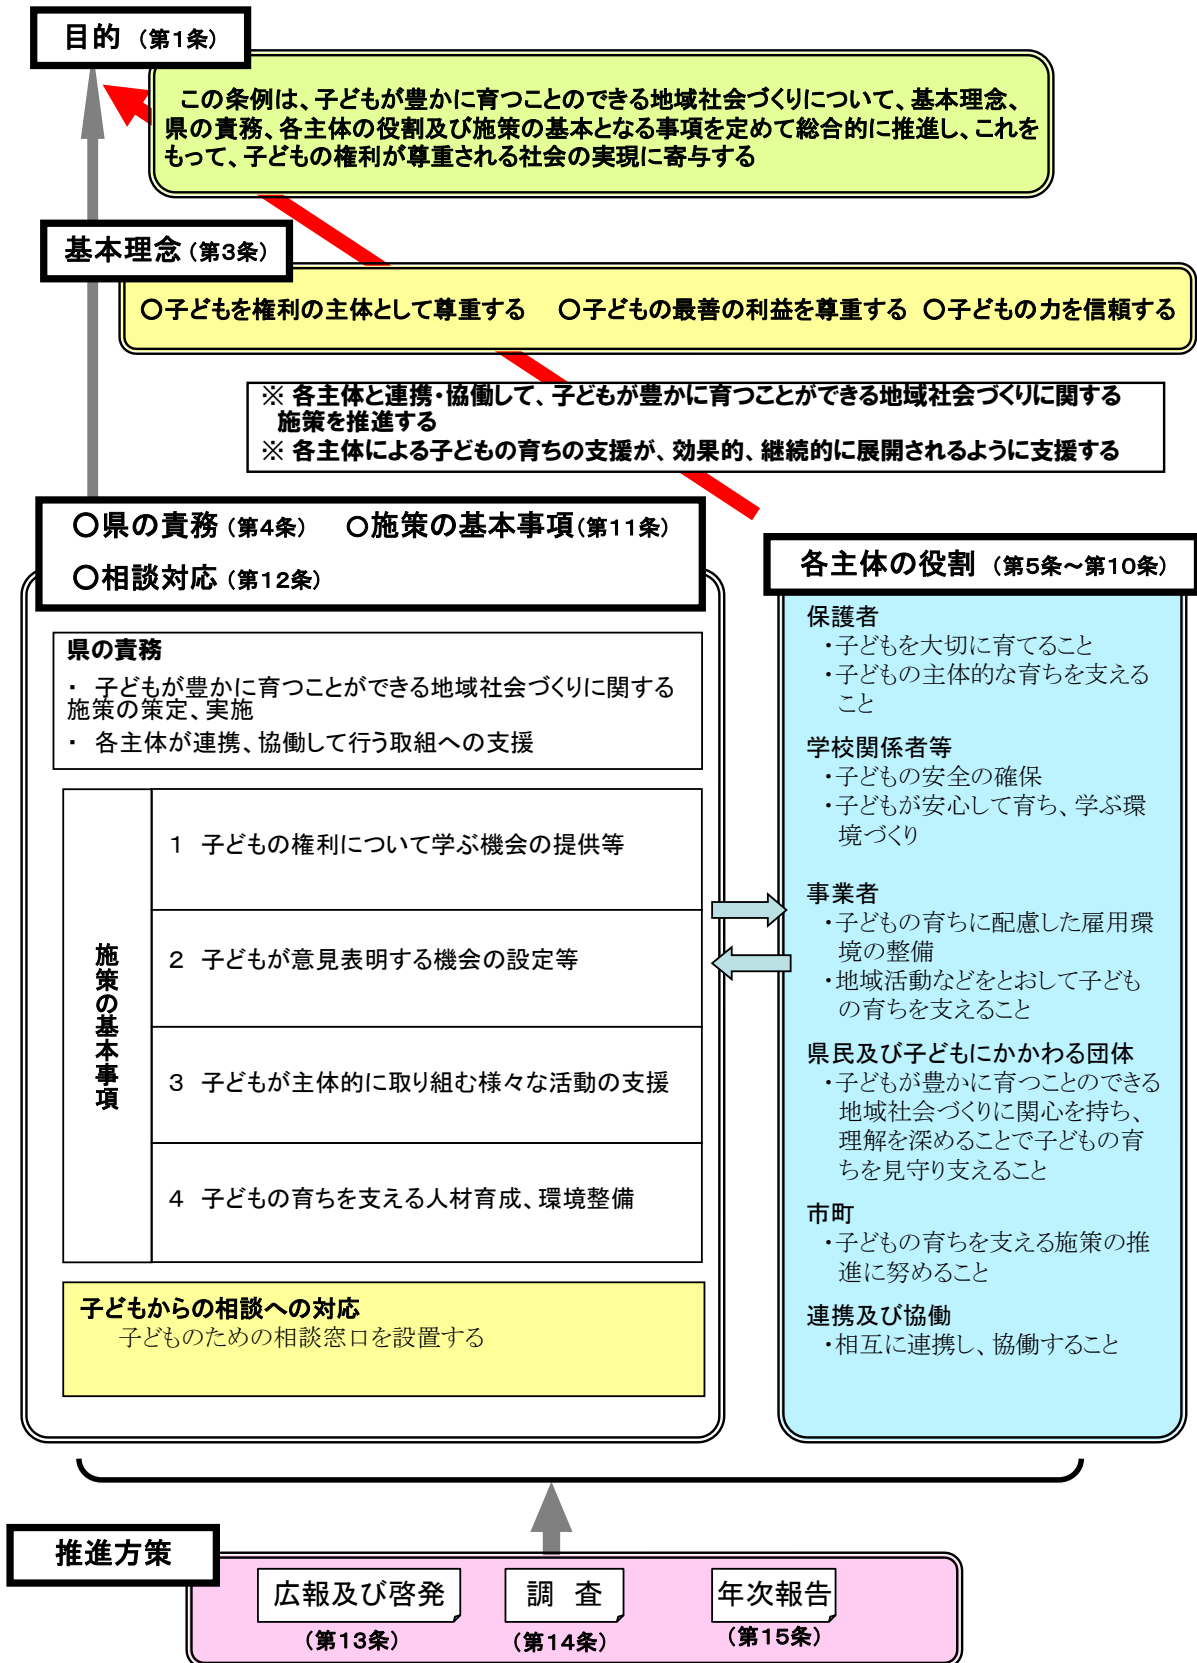 目的（第１条）
この条例は、子どもが豊かに育つことのできる地域社会づくりについて、基本理念、
県の責務、各主体の役割及び施策の基本となる事項を定めて総合的に推進し、これを
もって、子どもの権利が尊重される社会の実現に寄与する
基本理念（第３条）
○子どもを権利の主体として尊重する　○子どもの最善の利益を尊重する ○子どもの力を信頼する
※ 各主体と連携・協働して、子どもが豊かに育つことができる地域社会づくりに関する
施策を推進する
※ 各主体による子どもの育ちの支援が、効果的、継続的に展開されるように支援する
○県の責務（第４条）　○施策の基本事項（第１１条）
○相談対応（第１２条）
県の責務
・ 子どもが豊かに育つことができる地域社会づくりに関する
施策の策定、実施
・ 各主体が連携、協働して行う取組への支援
施策の基本事項
１ 子どもの権利について学ぶ機会の提供等
２ 子どもが意見表明する機会の設定等
３ 子どもが主体的に取り組む様々な活動の支援
４ 子どもの育ちを支える人材育成、環境整備
子どもからの相談への対応
子どものための相談窓口を設置する
各主体の役割（第５条～第１０条）
保護者
・子どもを大切に育てること
・子どもの主体的な育ちを支える
こと
学校関係者等
・子どもの安全の確保
・子どもが安心して育ち、学ぶ環
境づくり
事業者
・子どもの育ちに配慮した雇用環
境の整備
・地域活動などをとおして子ども
の育ちを支えること
県民及び子どもにかかわる団体
・子どもが豊かに育つことのできる
地域社会づくりに関心を持ち、
理解を深めることで子どもの育
ちを見守り支えること
市町
・子どもの育ちを支える施策の推
進に努めること
連携及び協働
・相互に連携し、協働すること
推進方策
広報及び啓発
（第１３条）
調　査
（第１４条）
年次報告
（第１５条）